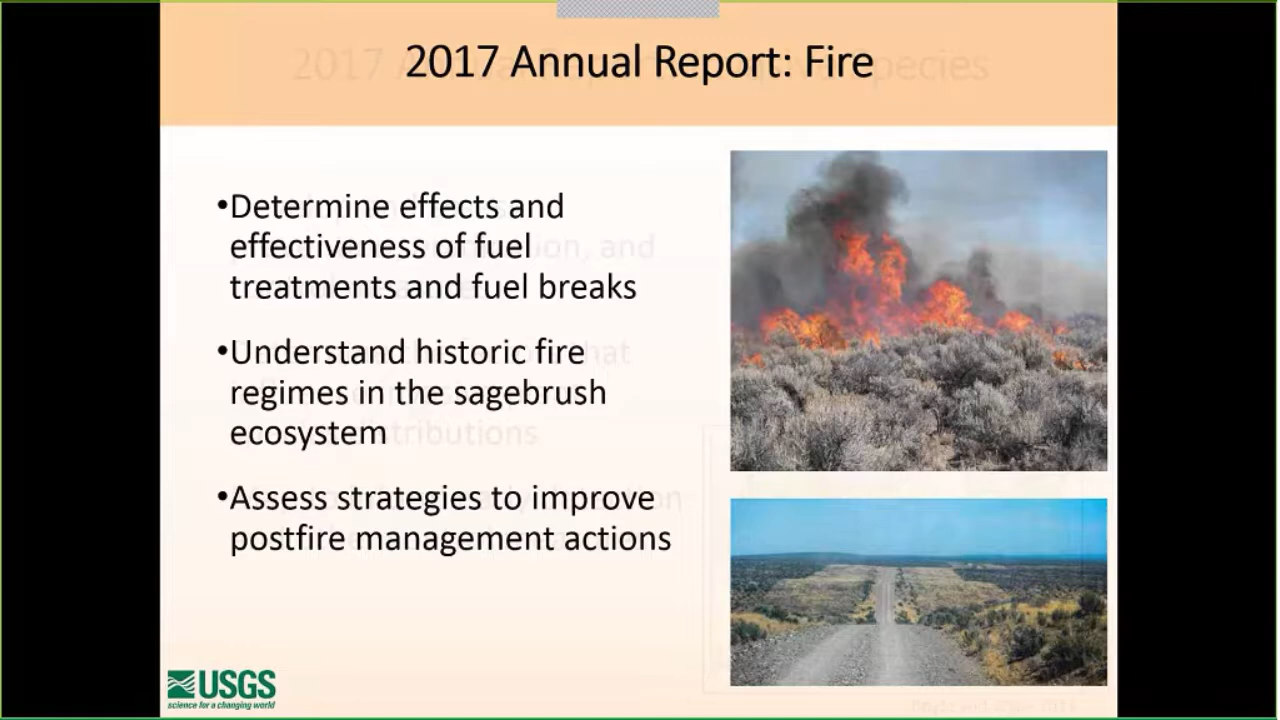 2017 Annual Report: Fire
•Determine effects and
effectiveness of fuel
treatments and fuel breaks
•Understand historic fire
regimes in the sagebrush
ecosystem
•Assess strategies to improve
postfire management actions
USGS
science for a changing world